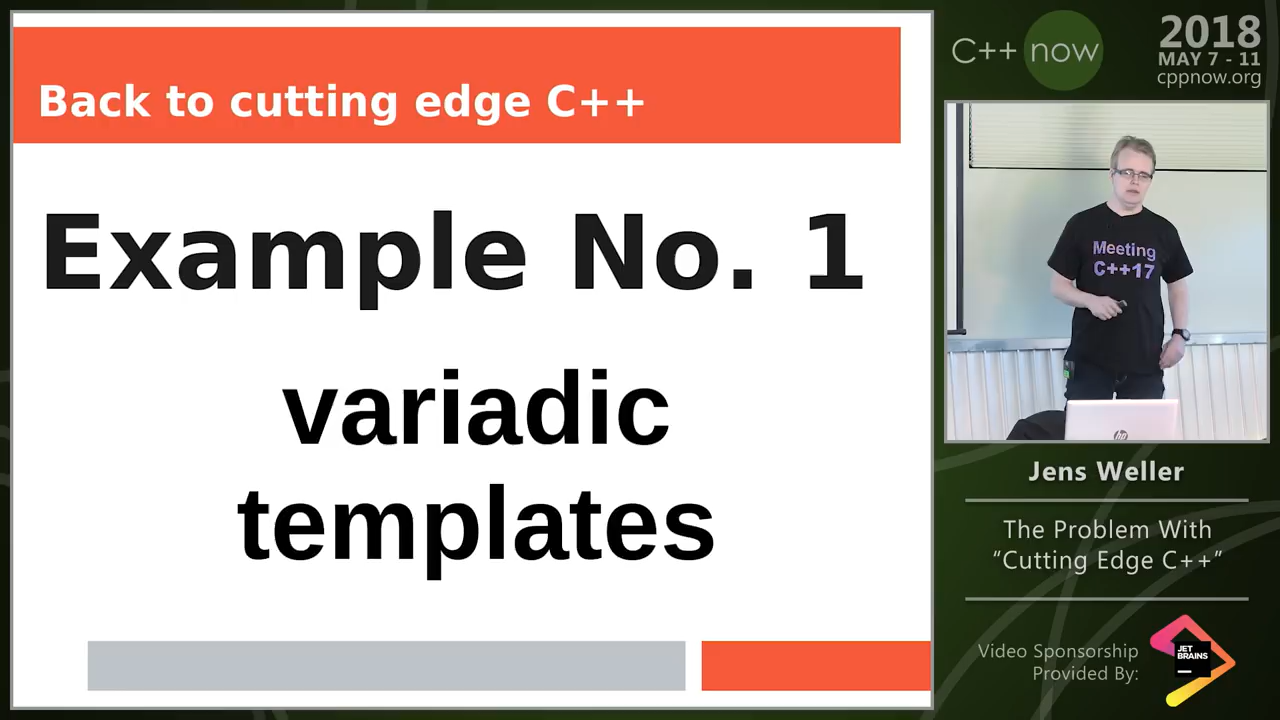 Back to cutting edge C++
Example No. 1
variadic
templates
C++ now
2018
MAY 7 - 11
cppnow.org
Meeting
C++17
hp
Jens Weller
The Problem With
“Cutting Edge C++”
Video Sponsorship
Provided By:
JET
BRAINS